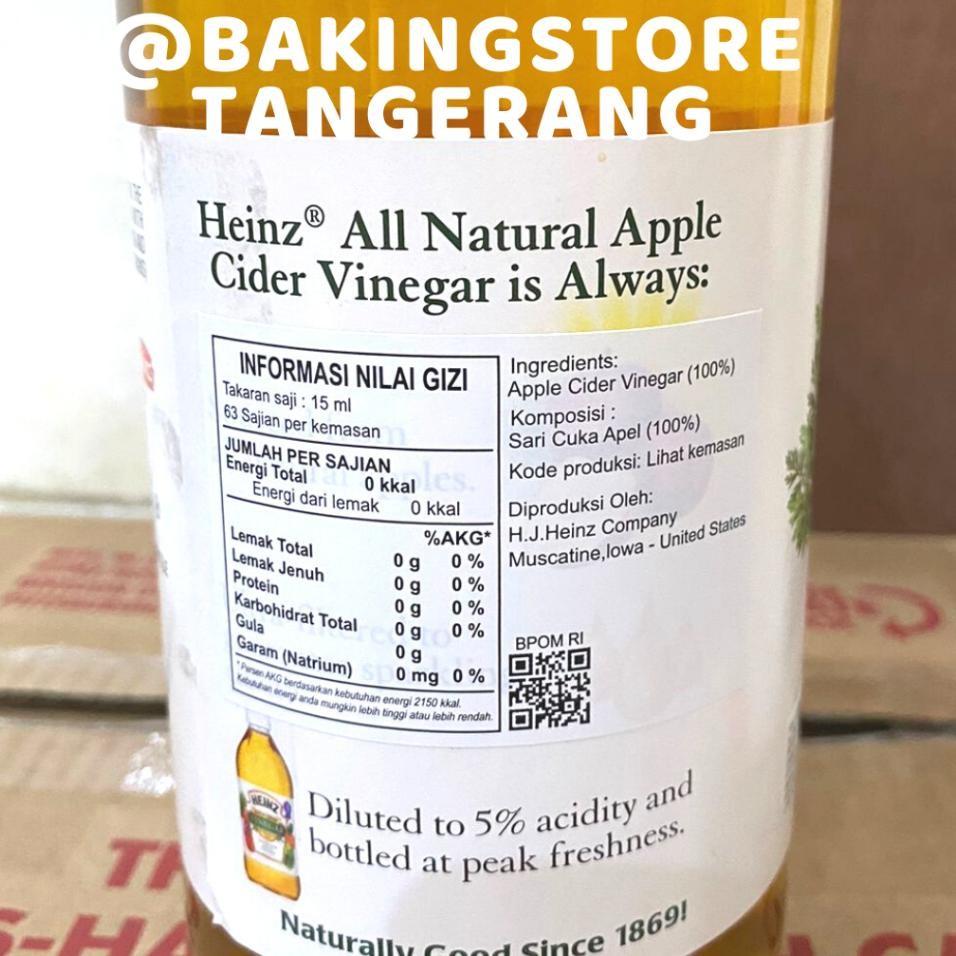 @BAKINGSTORE
TANGERANG
Heinz® All Natural Apple
Cider Vinegar is Always:
INFORMASI NILAI GIZI
Takaran saji : 15 ml
63 Sajian per kemasan
JUMLAH PER SAJIAN
Energi Total 0 kkal
Energi dari lemak 0 kkal
%AKG*
Lemak Total 0 g 0 %
Lemak Jenuh 0 g 0 %
Protein 0 g 0 %
Karbohidrat Total 0 g 0 %
Gula 0 g
Garam (Natrium) 0 mg 0 %
*Persen AKG berdasarkan kebutuhan energi 2150 kkal.
Kebutuhan energi anda mungkin lebih tinggi atau lebih rendah.
Ingredients:
Apple Cider Vinegar (100%)
Komposisi :
Sari Cuka Apel (100%)
Kode produksi: Lihat kemasan
Diproduksi Oleh:
H.J.Heinz Company
Muscatine,Iowa - United States
BPOM RI
HEINZ
Diluted to 5% acidity and
bottled at peak freshness.
Naturally Good Since 1869!